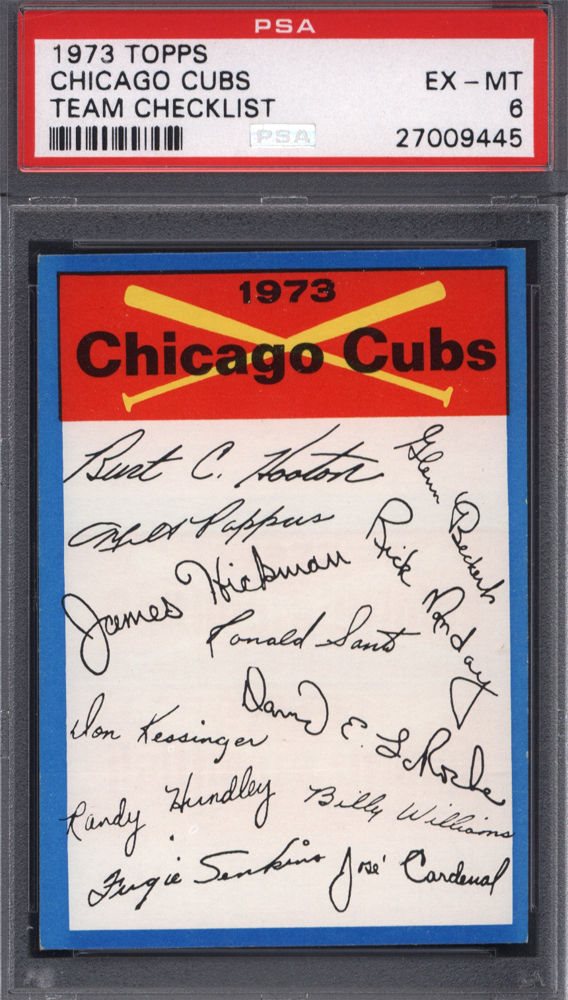 PSA
1973 TOPPS
CHICAGO CUBS
EX - MT
TEAM CHECKLIST
6
PSA
27009445
1973
Chicago Cubs
Burt C. Hooton
Glenn Beckert
Milt Pappas
Rick Monday
James Hickman
Ronald Santo
David E. LaRoche
Don Kessinger
Randy Hundley
Billy Williams
Fergie Jenkins
José Cardenal